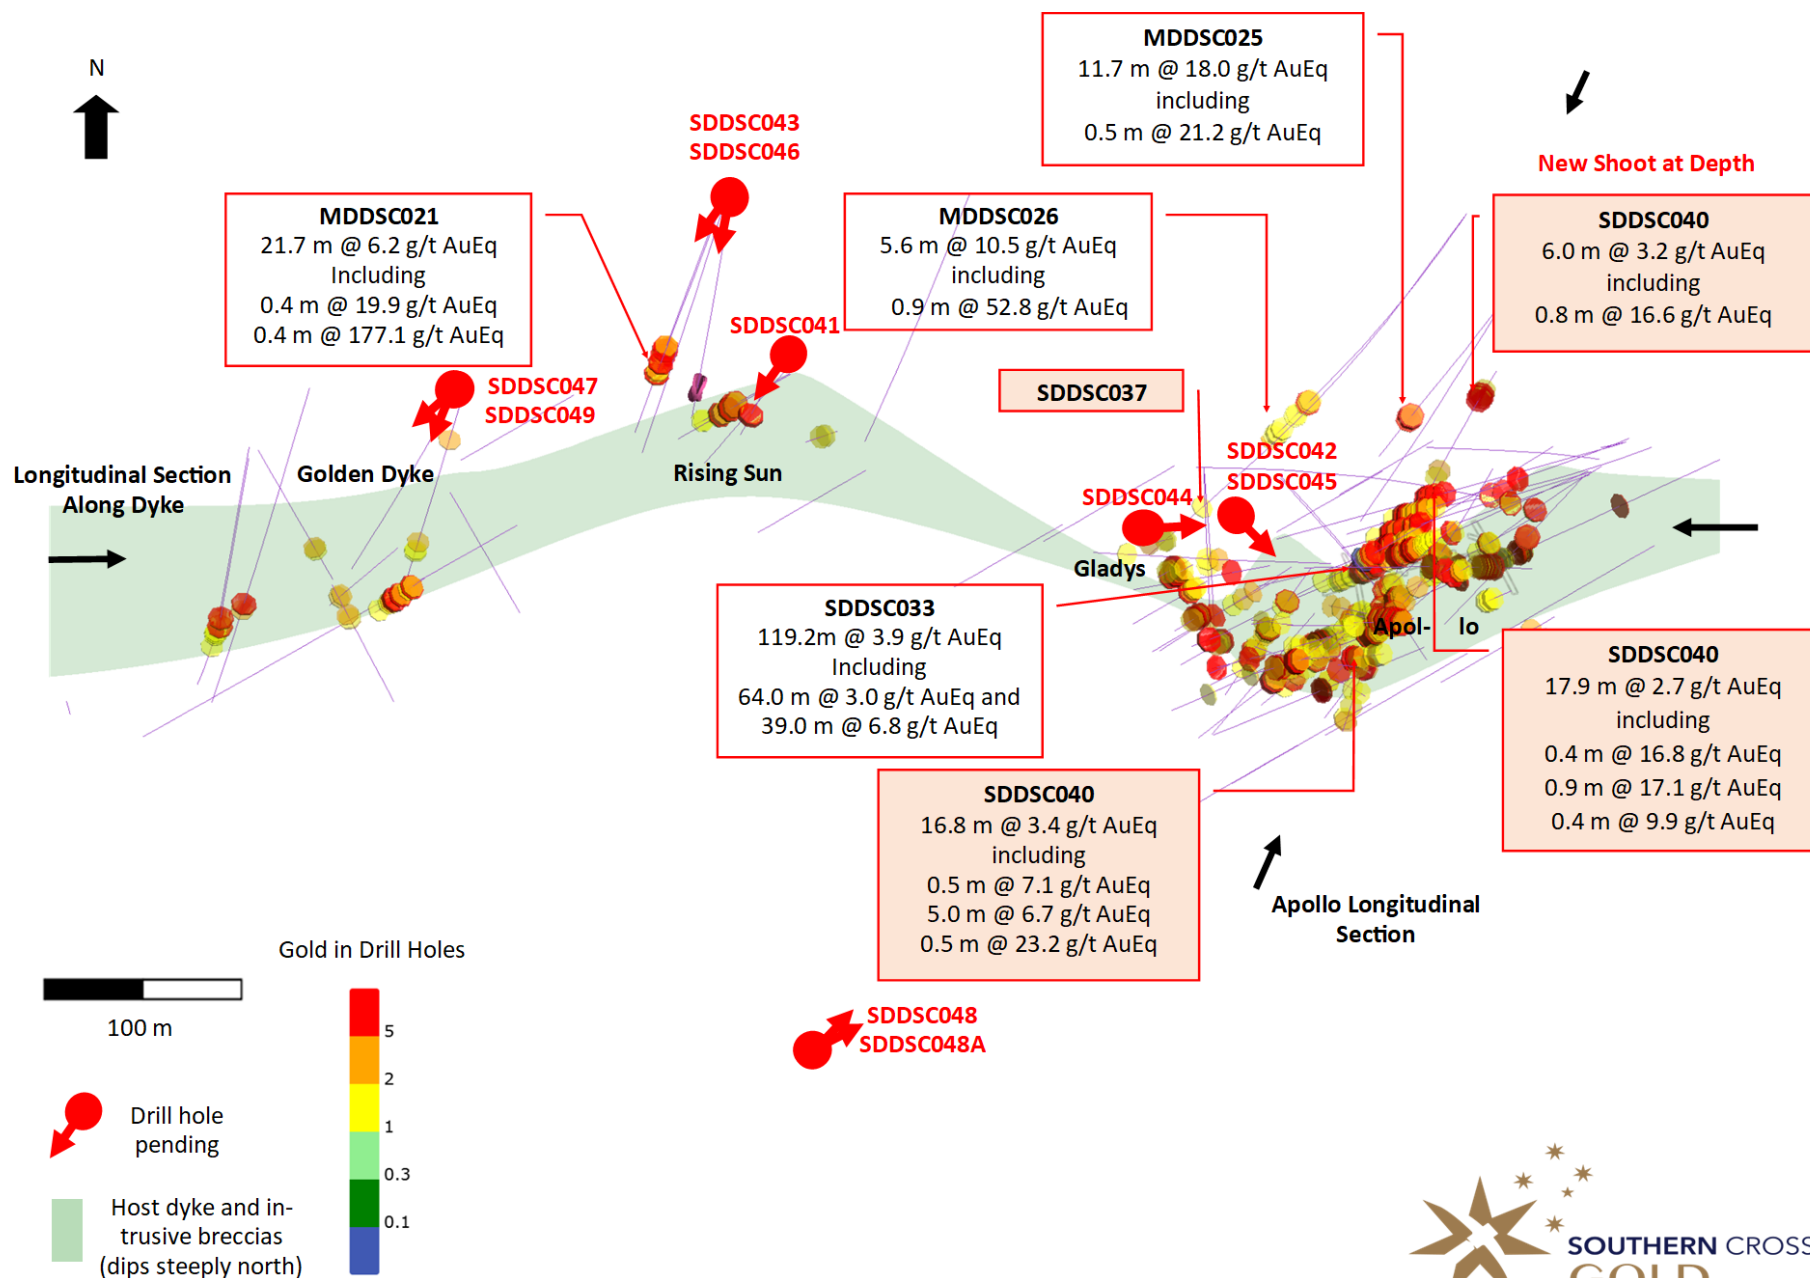 N
MDDSC025
11.7 m @ 18.0 g/t AuEq
including
0.5 m @ 21.2 g/t AuEq
New Shoot at Depth
SDDSC040
6.0 m @ 3.2 g/t AuEq
including
0.8 m @ 16.6 g/t AuEq
SDDSC043
SDDSC046
MDDSC021
21.7 m @ 6.2 g/t AuEq
Including
0.4 m @ 19.9 g/t AuEq
0.4 m @ 177.1 g/t AuEq
MDDSC026
5.6 m @ 10.5 g/t AuEq
including
0.9 m @ 52.8 g/t AuEq
SDDSC041
SDDSC047
SDDSC049
SDDSC037
Longitudinal Section
Along Dyke
Golden Dyke
Rising Sun
SDDSC042
SDDSC045
SDDSC044
Gladys
Apol- lo
SDDSC033
119.2m @ 3.9 g/t AuEq
Including
64.0 m @ 3.0 g/t AuEq and
39.0 m @ 6.8 g/t AuEq
SDDSC040
17.9 m @ 2.7 g/t AuEq
including
0.4 m @ 16.8 g/t AuEq
0.9 m @ 17.1 g/t AuEq
0.4 m @ 9.9 g/t AuEq
SDDSC040
16.8 m @ 3.4 g/t AuEq
including
0.5 m @ 7.1 g/t AuEq
5.0 m @ 6.7 g/t AuEq
0.5 m @ 23.2 g/t AuEq
Apollo Longitudinal
Section
SDDSC048
SDDSC048A
Gold in Drill Holes
5
2
1
0.3
0.1
100 m
Drill hole
pending
Host dyke and in-
trusive breccias
(dips steeply north)
SOUTHERN CROSS
GOLD